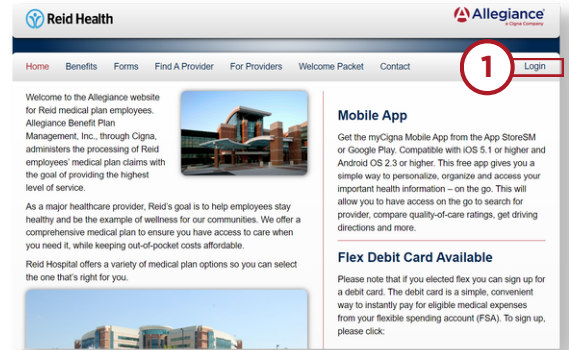 Reid Health
Allegiance
a Cigna Company
Home Benefits Forms Find A Provider For Providers Welcome Packet Contact Login
1
Welcome to the Allegiance website
for Reid medical plan employees.
Allegiance Benefit Plan
Management, Inc., through Cigna,
administers the processing of Reid
employees' medical plan claims with
the goal of providing the highest
level of service.
As a major healthcare provider, Reid's goal is to help employees stay
healthy and be the example of wellness for our communities. We offer a
comprehensive medical plan to ensure you have access to care when
you need it, while keeping out-of-pocket costs affordable.
Reid Hospital offers a variety of medical plan options so you can select
the one that's right for you.
Mobile App
Get the myCigna Mobile App from the App StoreSM
or Google Play. Compatible with iOS 5.1 or higher and
Android OS 2.3 or higher. This free app gives you a
simple way to personalize, organize and access your
important health information – on the go. This will
allow you to have access on the go to search for
provider, compare quality-of-care ratings, get driving
directions and more.
Flex Debit Card Available
Please note that if you elected flex you can sign up for
a debit card. The debit card is a simple, convenient
way to instantly pay for eligible medical expenses
from your flexible spending account (FSA). To sign up,
please click: